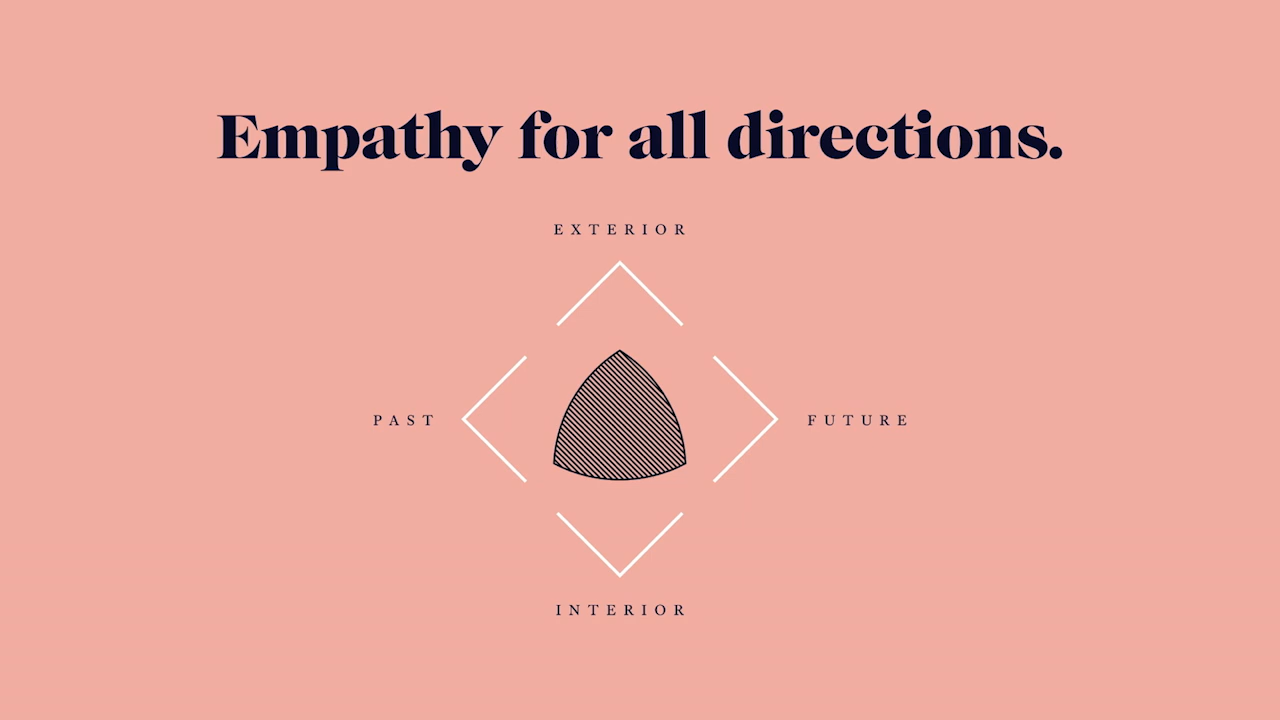 Empathy for all directions.
EXTERIOR
PAST
FUTURE
INTERIOR